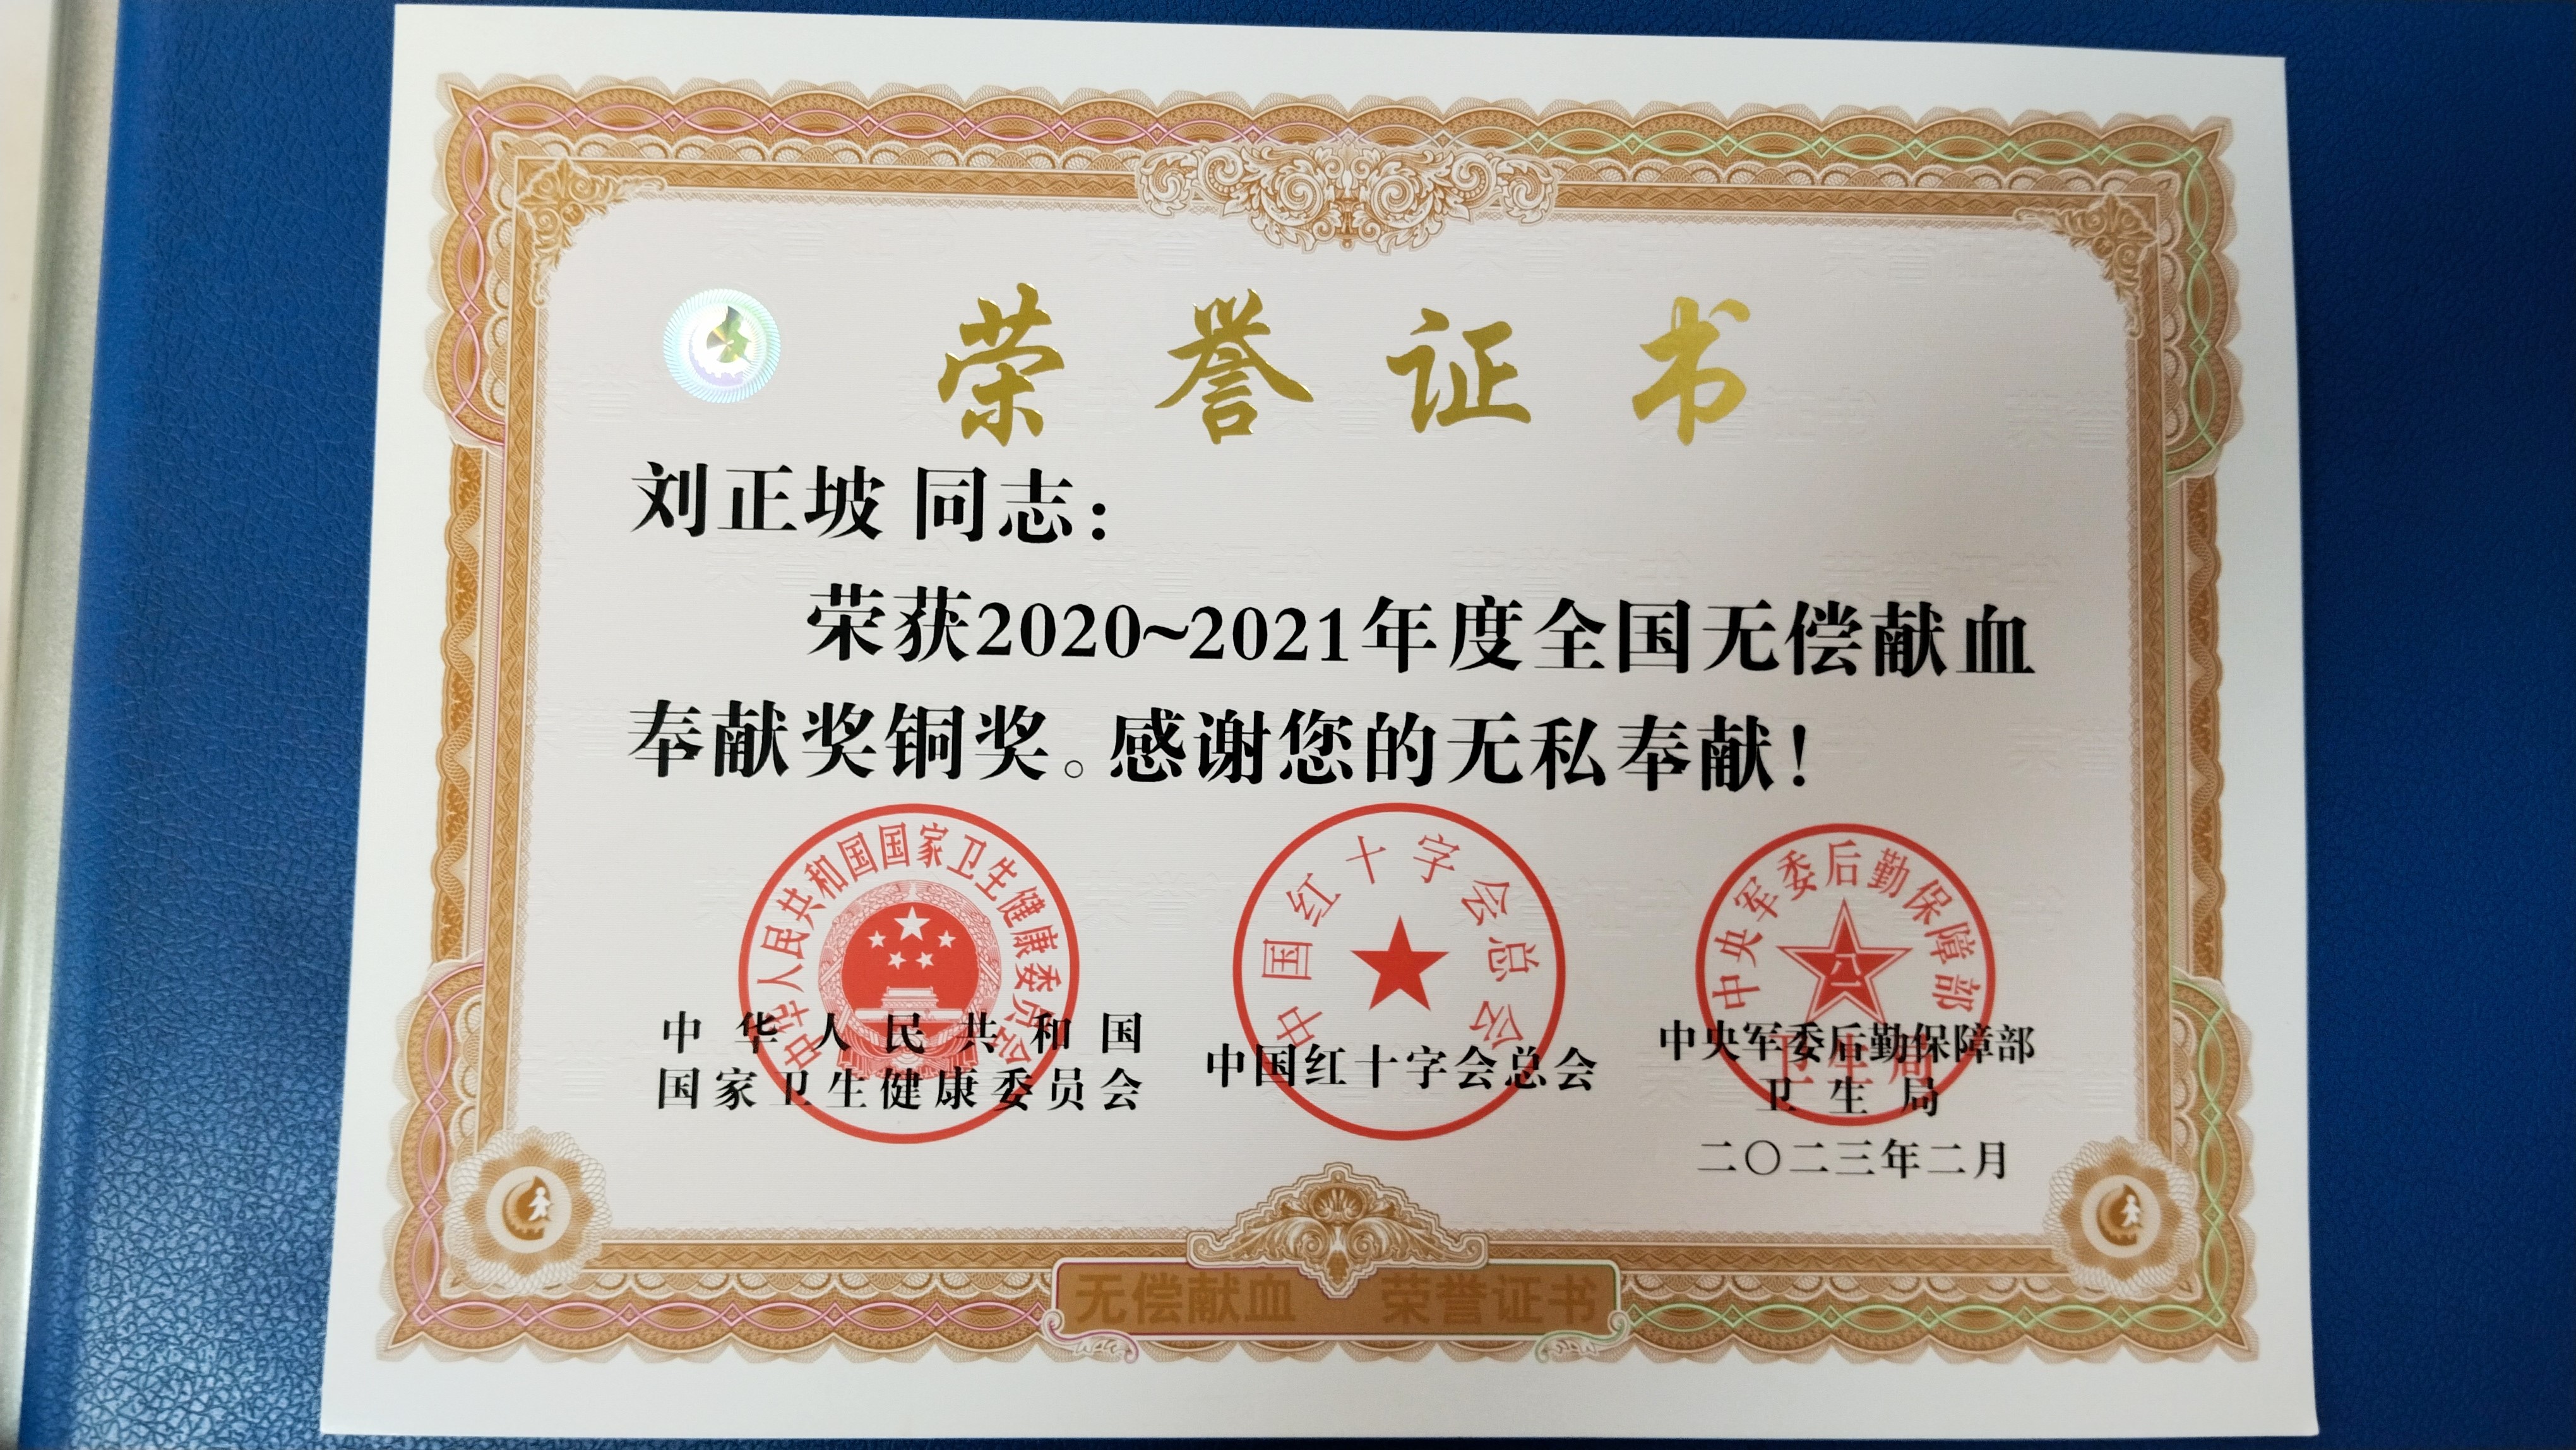 荣誉证书
刘正坡 同志：
荣获2020~2021年度全国无偿献血
奉献奖铜奖。感谢您的无私奉献！
中华人民共和国国家卫生健康委员会
中国红十字会总会
中央军委后勤保障部
卫生局
八一
中华人民共和国
国家卫生健康委员会
中国红十字会总会
中央军委后勤保障部
卫生局
二〇二三年二月
无偿献血 荣誉证书